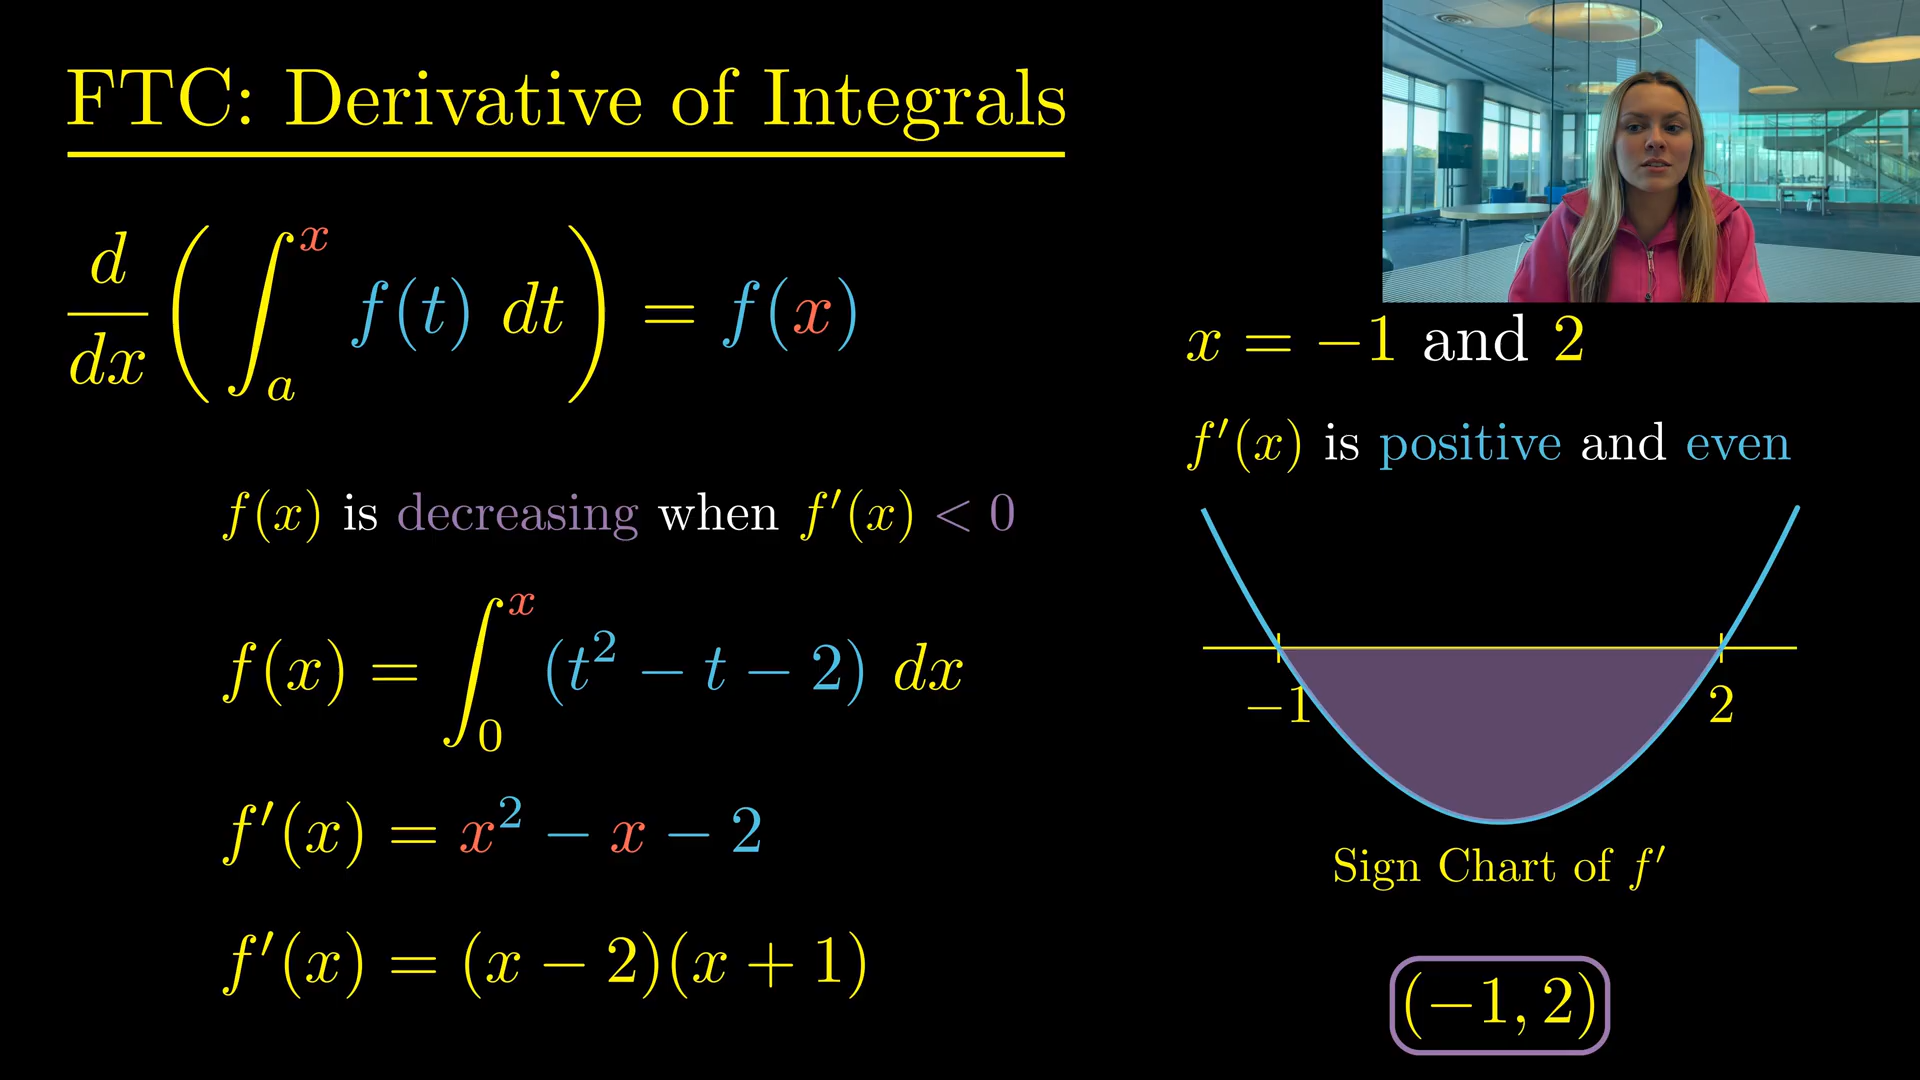 FTC: Derivative of Integrals
d/dx ( ∫_a^x f(t) dt ) = f(x)
f(x) is decreasing when f′(x) < 0
f(x) = ∫_0^x (t² − t − 2) dx
f′(x) = x² − x − 2
f′(x) = (x − 2)(x + 1)
x = −1 and 2
f′(x) is positive and even
−1 2
Sign Chart of f′
(−1, 2)